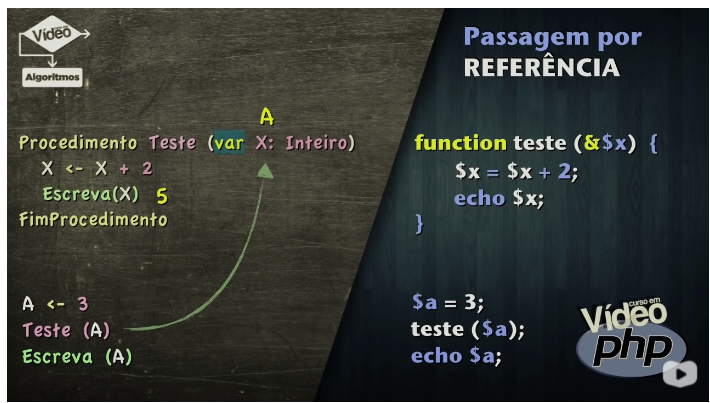 curso em
Vídeo
Algoritmos
A
Procedimento Teste (var X: Inteiro)
X <- X + 2
Escreva(X) 5
FimProcedimento
A <- 3
Teste (A)
Escreva (A)
Passagem por
REFERÊNCIA
function teste (&$x) {
$x = $x + 2;
echo $x;
}
$a = 3;
teste ($a);
echo $a;
curso em
Vídeo
php